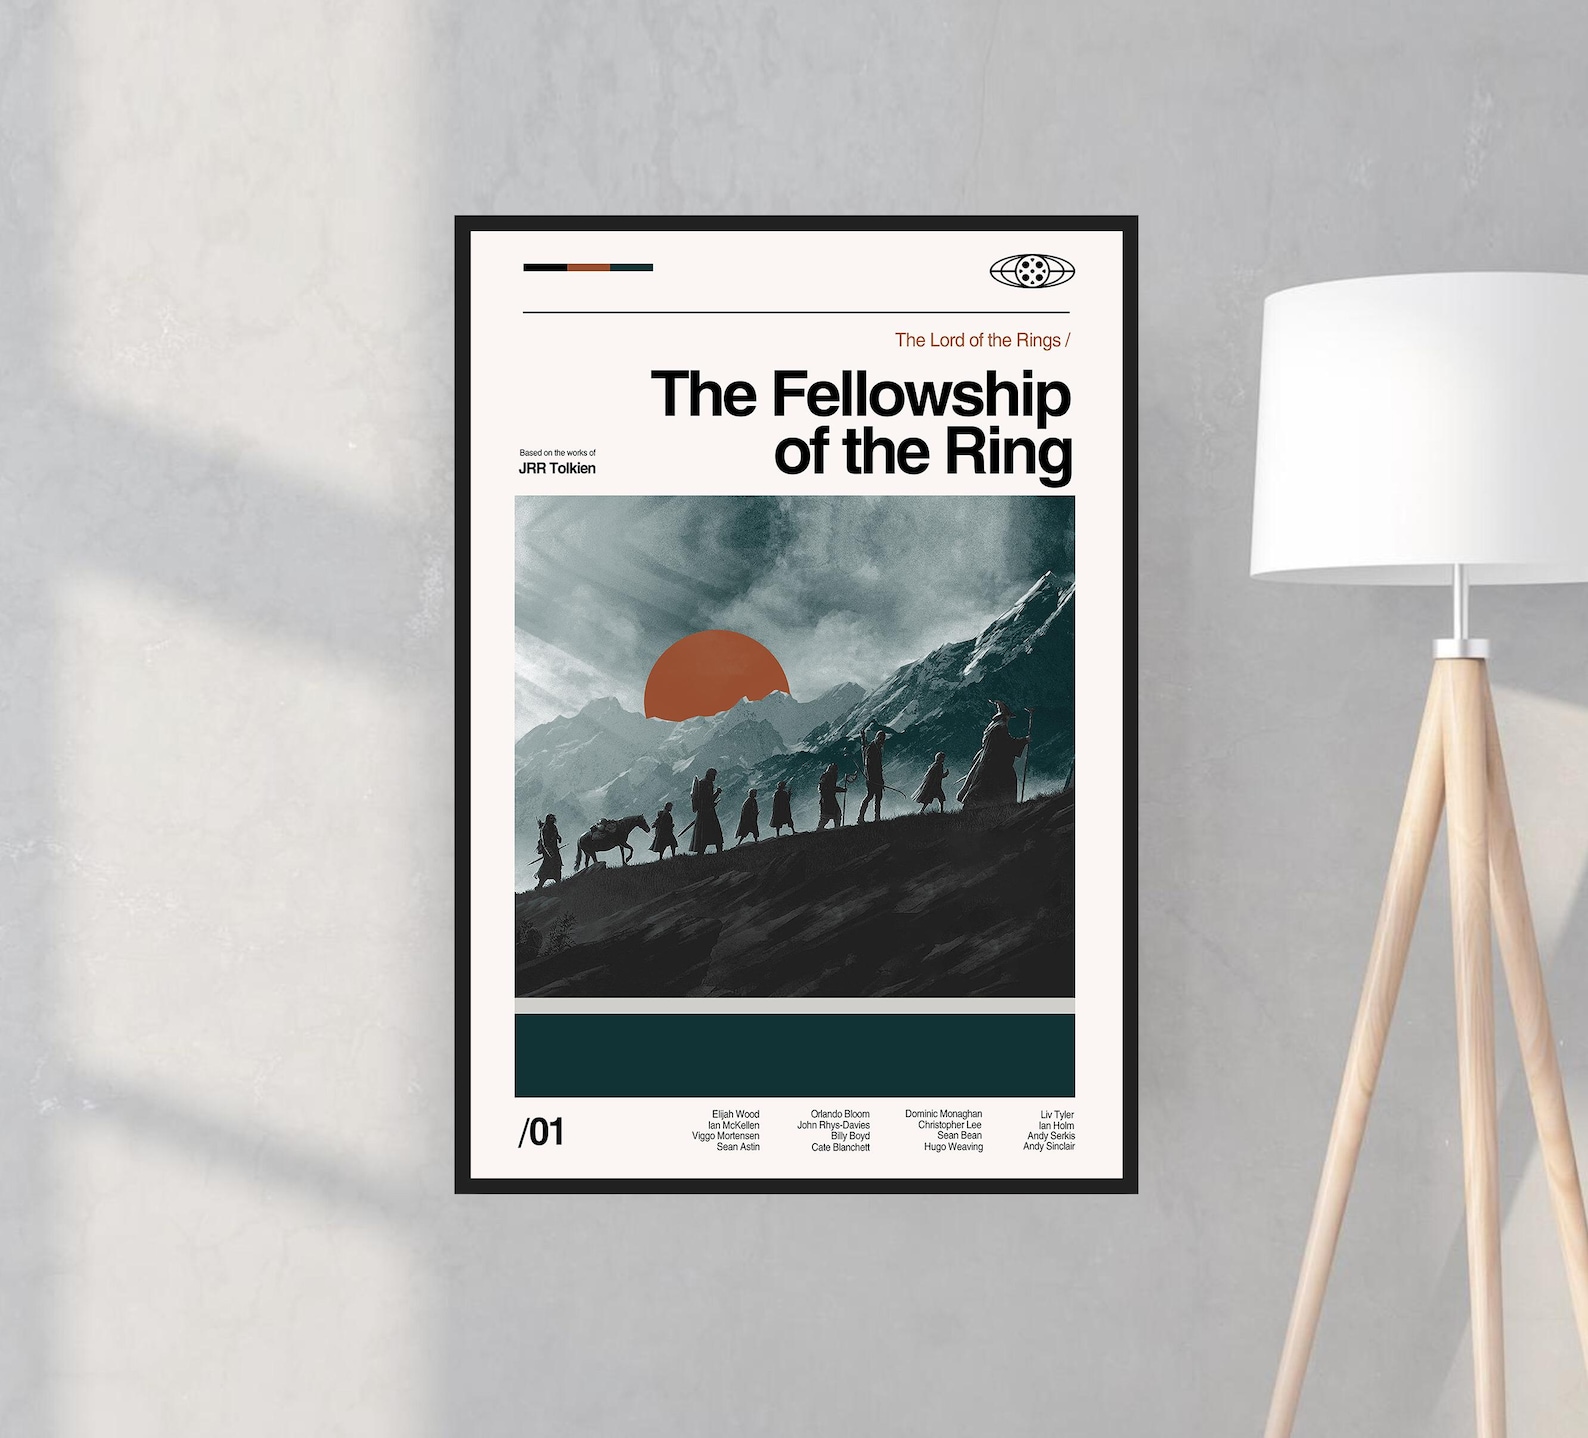 The Lord of the Rings /
The Fellowship
of the Ring
Based on the works of
JRR Tolkien
/01
Elijah Wood
Ian McKellen
Viggo Mortensen
Sean Astin
Orlando Bloom
John Rhys-Davies
Billy Boyd
Cate Blanchett
Dominic Monaghan
Christopher Lee
Sean Bean
Hugo Weaving
Liv Tyler
Ian Holm
Andy Serkis
Andy Sinclair